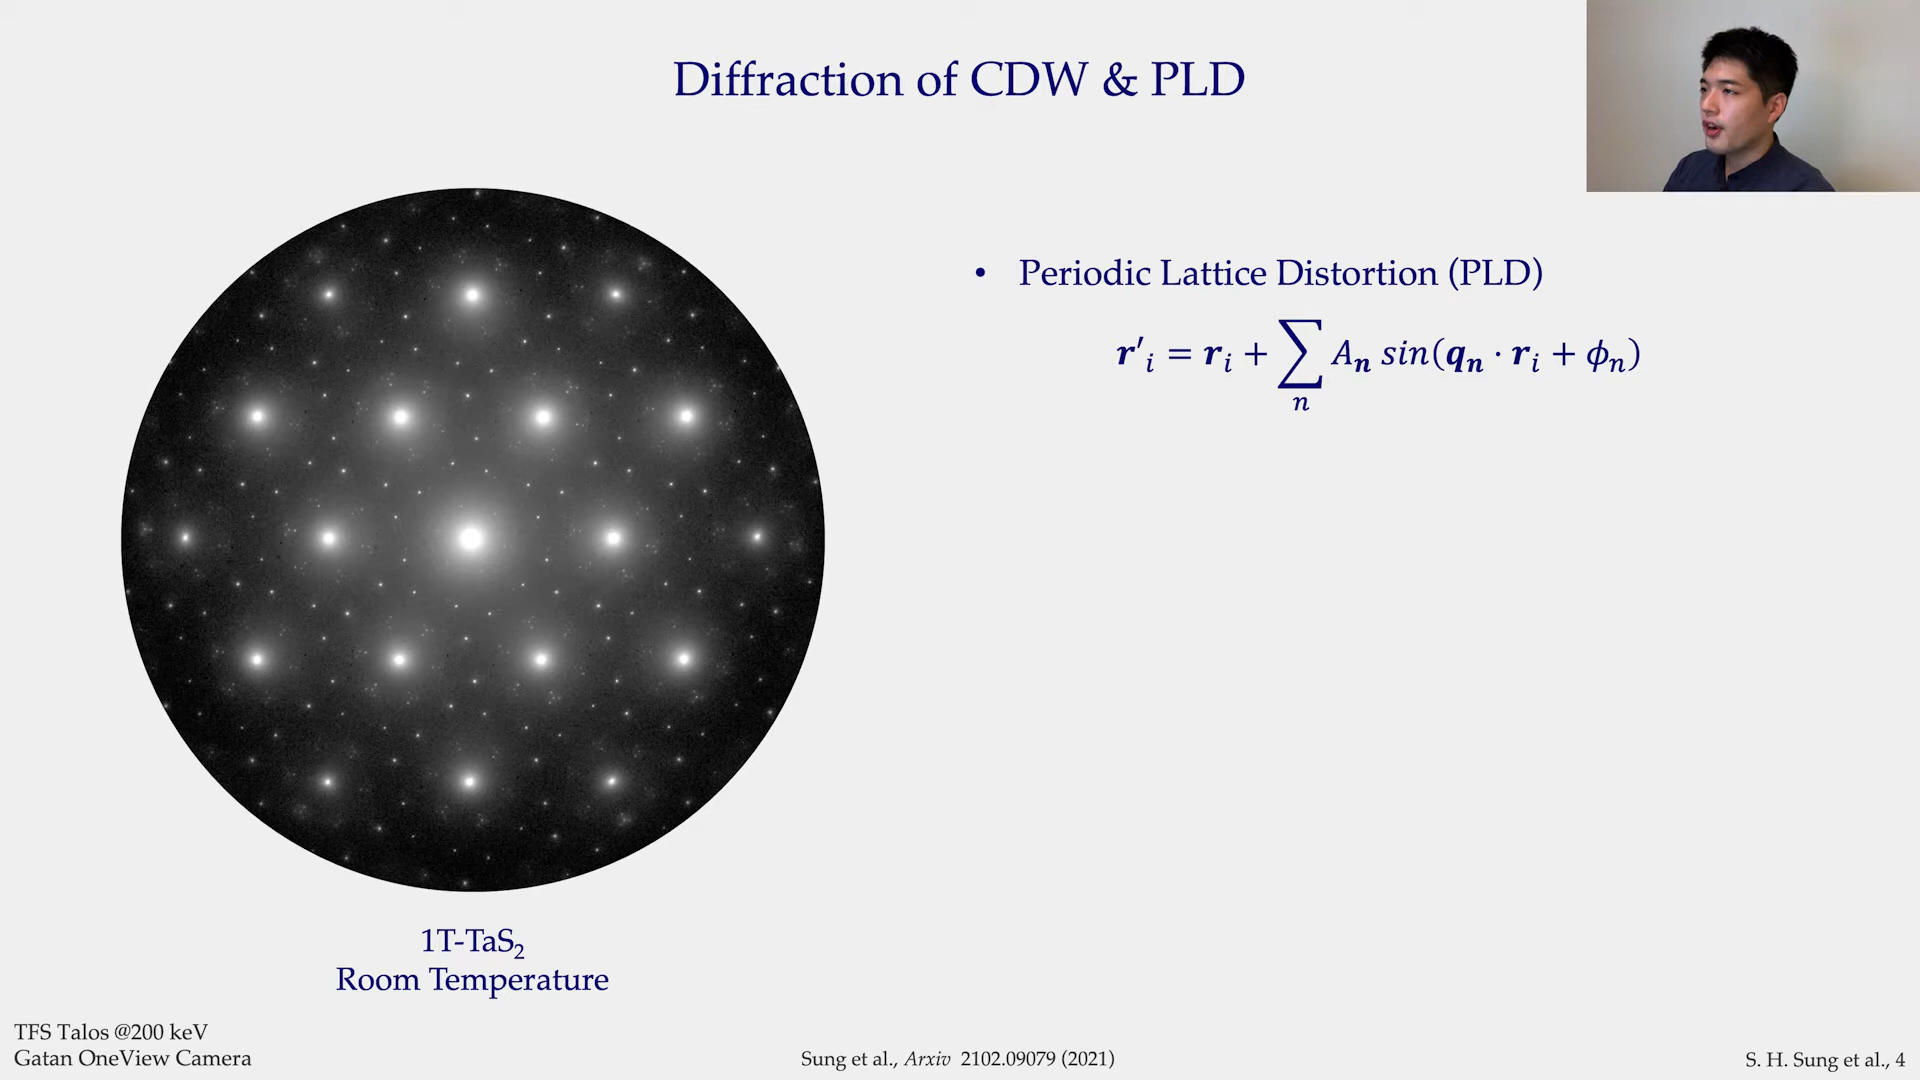 Diffraction of CDW & PLD
• Periodic Lattice Distortion (PLD)
r′ᵢ = rᵢ + ∑ₙ Aₙ sin(qₙ · rᵢ + ϕₙ)
1T-TaS₂
Room Temperature
TFS Talos @200 keV
Gatan OneView Camera
Sung et al., Arxiv 2102.09079 (2021)
S. H. Sung et al., 4